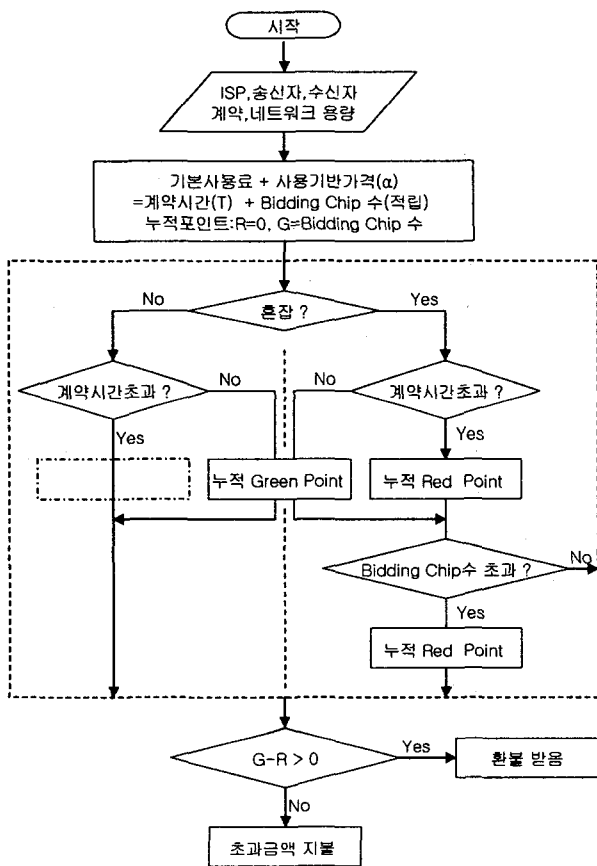 시작
ISP,송신자,수신자
계약,네트워크 용량
기본사용료 + 사용기반가격(α)
=계약시간(T) + Bidding Chip 수(적립)
누적포인트:R=0, G=Bidding Chip 수
No
혼잡 ?
Yes
계약시간초과 ?
No
No
계약시간초과 ?
Yes
Yes
누적 Green Point
누적 Red Point
Bidding Chip수 초과 ?
No
Yes
누적 Red Point
G-R > 0
Yes
환불 받음
No
초과금액 지불